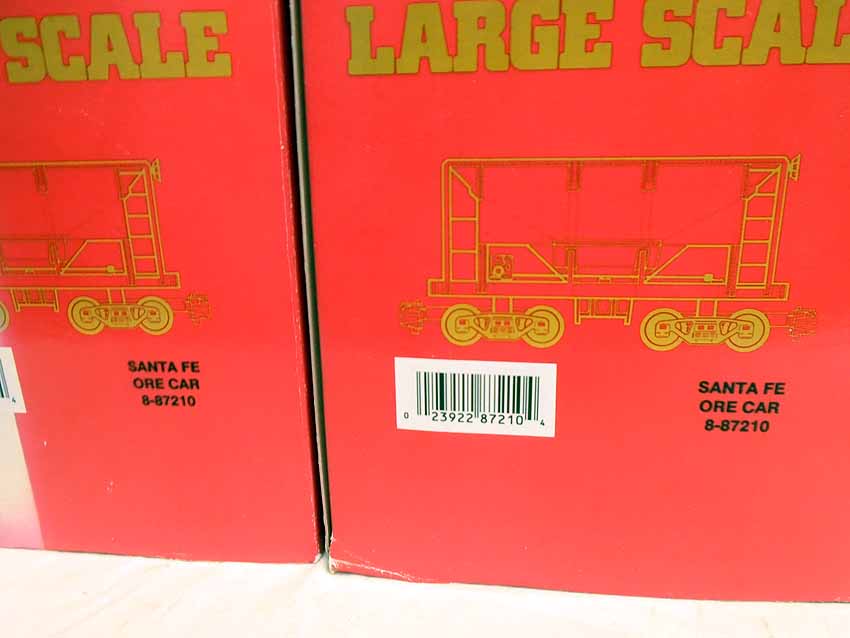 SCALE
SANTA FE
ORE CAR
8-87210
4
LARGE SCAL
0 23922 87210 4
SANTA FE
ORE CAR
8-87210